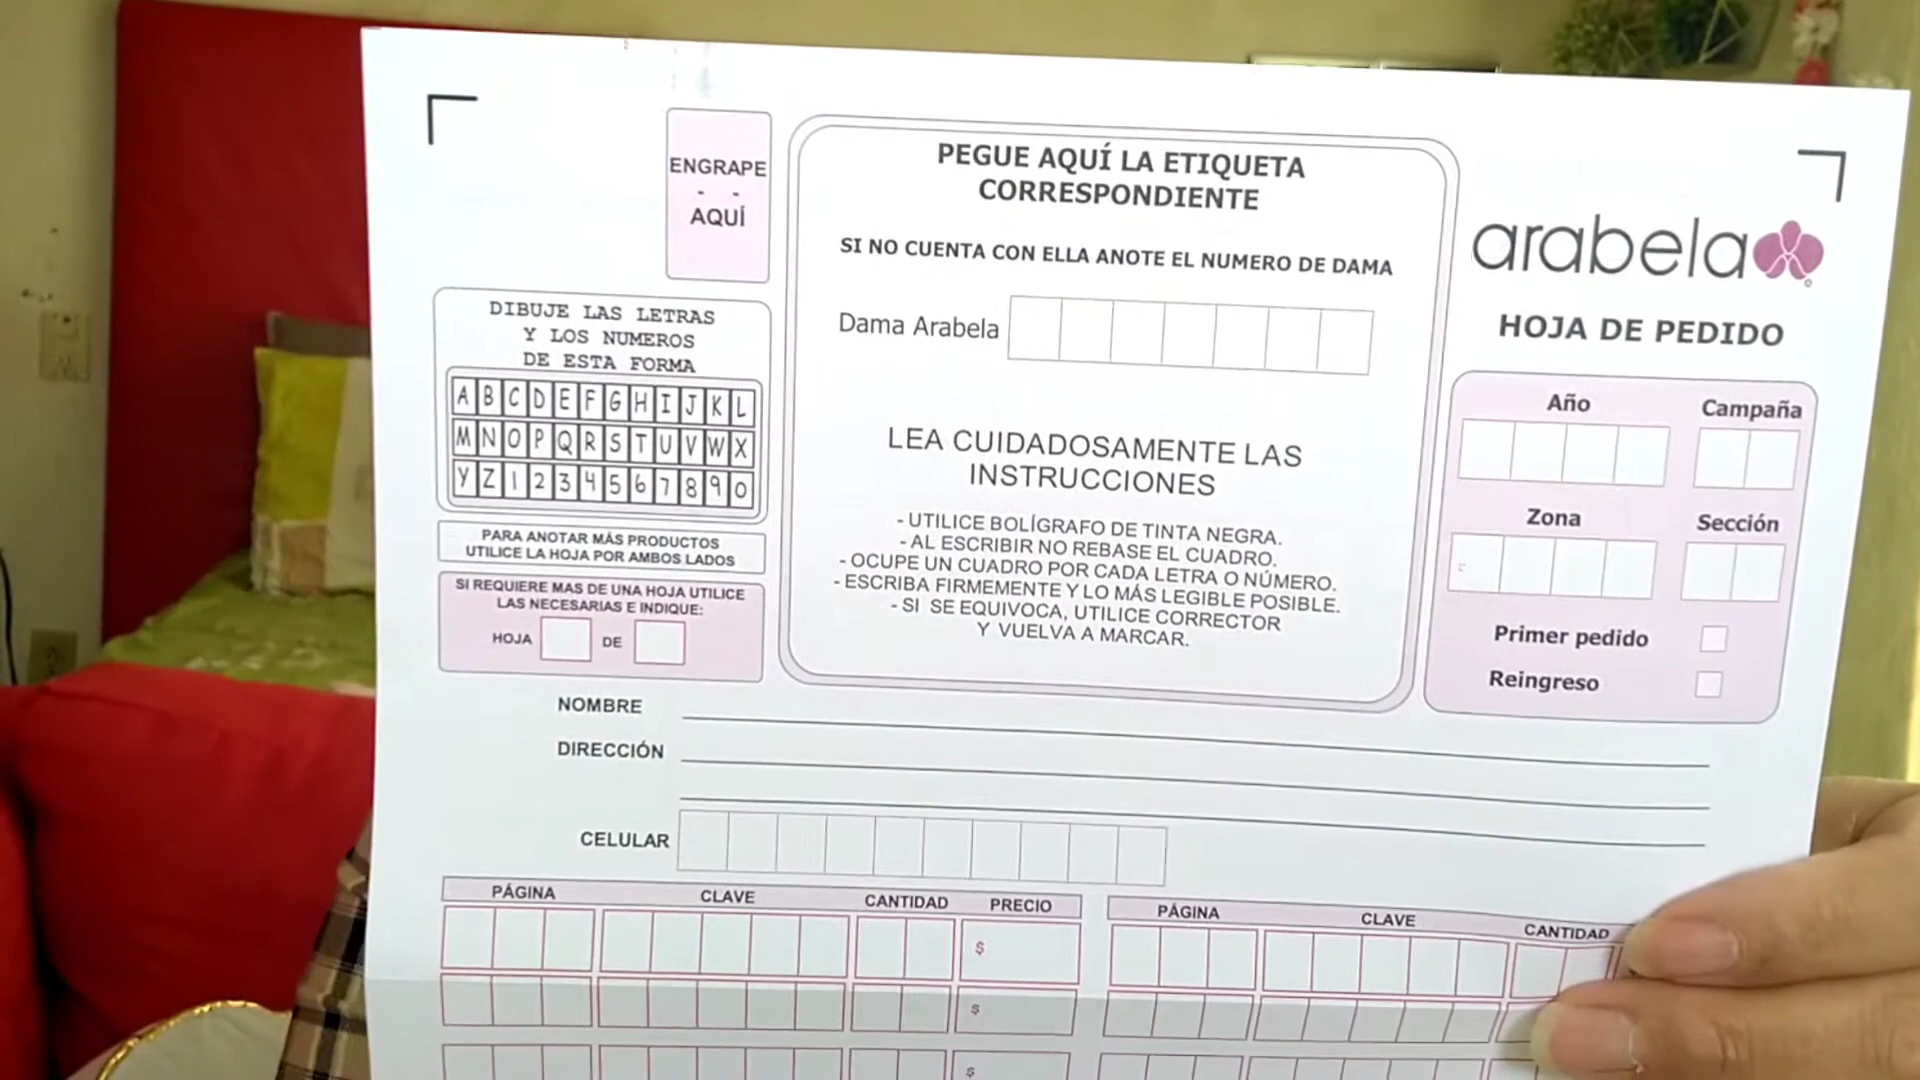 ENGRAPE
- -
AQUÍ
PEGUE AQUÍ LA ETIQUETA
CORRESPONDIENTE
SI NO CUENTA CON ELLA ANOTE EL NUMERO DE DAMA
Dama Arabela
arabela
HOJA DE PEDIDO
DIBUJE LAS LETRAS
Y LOS NUMEROS
DE ESTA FORMA
A B C D E F G H I J K L
M N O P Q R S T U V W X
Y Z 1 2 3 4 5 6 7 8 9 0
PARA ANOTAR MÁS PRODUCTOS
UTILICE LA HOJA POR AMBOS LADOS
SI REQUIERE MAS DE UNA HOJA UTILICE
LAS NECESARIAS E INDIQUE:
HOJA DE
LEA CUIDADOSAMENTE LAS
INSTRUCCIONES
- UTILICE BOLÍGRAFO DE TINTA NEGRA.
- AL ESCRIBIR NO REBASE EL CUADRO.
- OCUPE UN CUADRO POR CADA LETRA O NÚMERO.
- ESCRIBA FIRMEMENTE Y LO MÁS LEGIBLE POSIBLE.
- SI SE EQUIVOCA, UTILICE CORRECTOR
Y VUELVA A MARCAR.
Año Campaña
Zona Sección
Primer pedido
Reingreso
NOMBRE
DIRECCIÓN
CELULAR
PÁGINA CLAVE CANTIDAD PRECIO PÁGINA CLAVE CANTIDAD
$
$
$